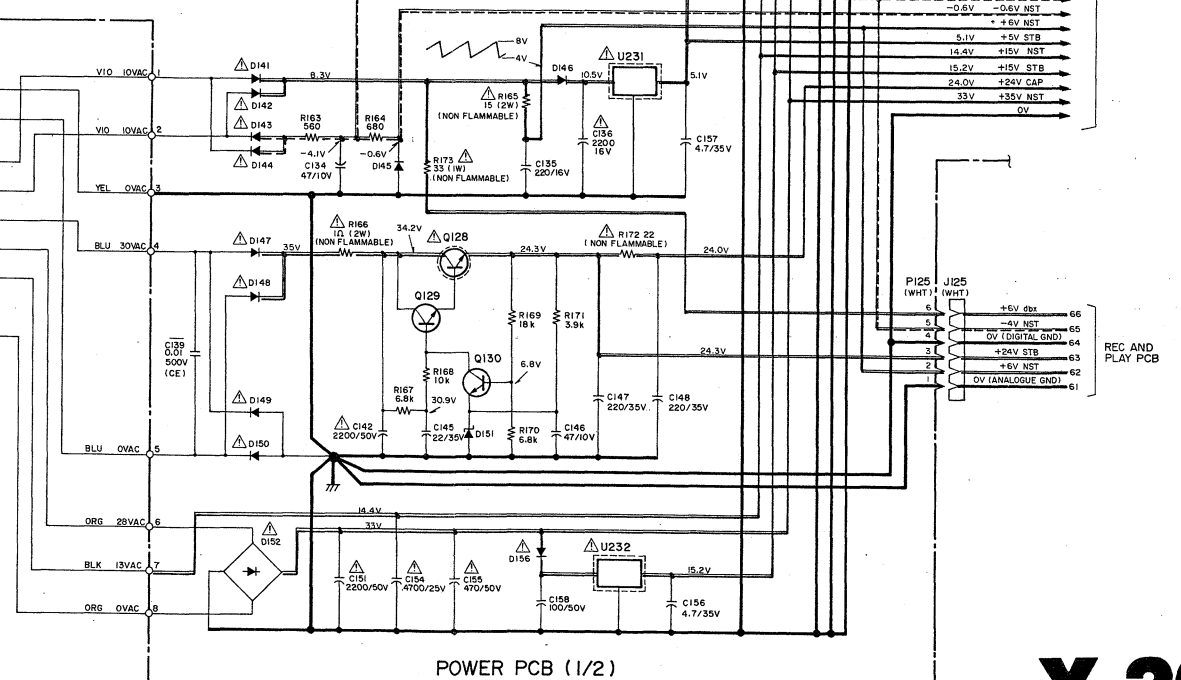 -0.6V -0.6V NST
+6V NST
5.1V +5V STB
14.4V +15V NST
15.2V +15V STB
24.0V +24V CAP
33V +35V NST
0V
8V
4V
D146
10.5V
U231
5.1V
VIO 10VAC 1
D141
8.3V
D142
R165
15 (2W)
(NON FLAMMABLE)
VIO 10VAC 2
D143
D144
R163
560
R164
680
-4.1V
-0.6V
C134
47/10V
D145
R173
33 (1W)
(NON FLAMMABLE)
C135
220/16V
C136
2200
16V
C157
4.7/35V
YEL 0VAC 3
BLU 30VAC 4
D147
35V
R166
1Ω (2W)
(NON FLAMMABLE)
34.2V
Q128
24.3V
R172 22
(NON FLAMMABLE)
24.0V
D148
Q129
C139
0.01
500V
(CE)
R169
18k
R171
3.9k
Q130
6.8V
R168
10k
R167
6.8k
30.9V
24.3V
D149
C142
2200/50V
C145
22/35V
D151
R170
6.8k
C146
47/10V
C147
220/35V
C148
220/35V
BLU 0VAC 5
D150
P125
(WHT)
J125
(WHT)
6 +6V dbx 66
5 -4V NST 65
4 0V (DIGITAL GND) 64
3 +24V STB 63
2 +6V NST 62
1 0V (ANALOGUE GND) 61
REC AND
PLAY PCB
14.4V
33V
ORG 28VAC 6
D152
BLK 13VAC 7
ORG 0VAC 8
C151
2200/50V
C154
4700/25V
C155
470/50V
D156
U232
15.2V
C158
100/50V
C156
4.7/35V
POWER PCB (1/2)